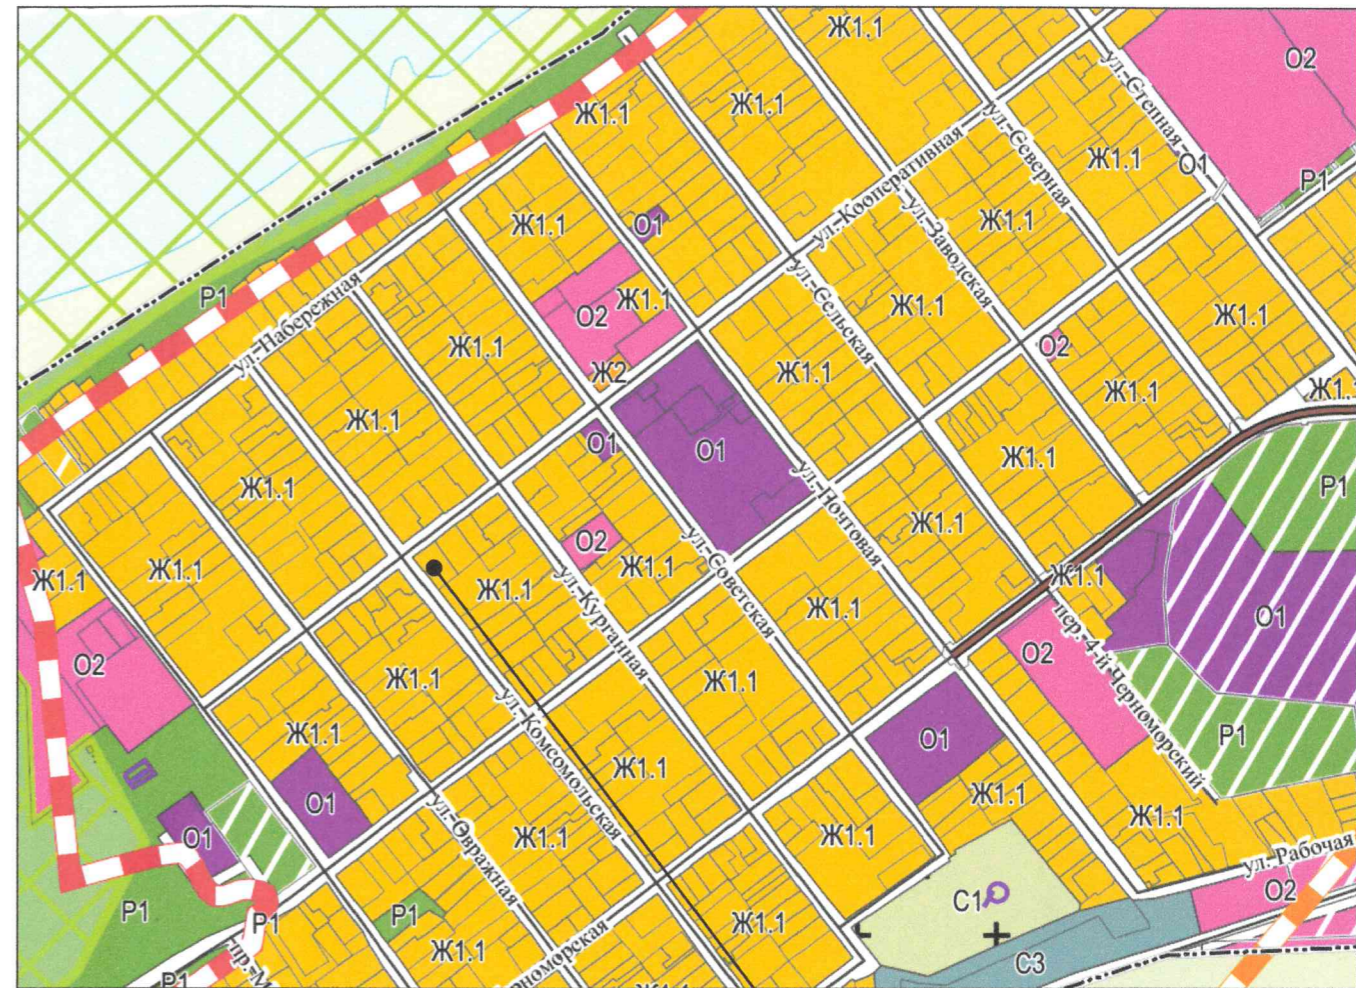 Ж1.1
О2
ул. Степная
Ж1.1
Ж1.1
ул. Северная
ул. Кооперативная
Ж1.1
О1
Р1
Ж1.1
О1
ул. Заводская
Ж1.1
ул. Сельская
Р1
ул. Набережная
Ж1.1
О2
Ж1.1
Ж1.1
О2
Ж1.1
Ж2
Ж1.1
Ж1.1
Ж1.1
Ж1.1
О1
О1
Ж1.1
Ж1.1
Р1
ул. Почтовая
Ж1.1
О2
ул. Советская
Ж1.1
Ж1.1
Ж1.1
Ж1.1
ул. Курганная
Ж1.1
Ж1.1
пер. 4-й Черноморский
О1
О2
О2
Ж1.1
Ж1.1
ул. Комсомольская
Ж1.1
О1
Р1
Ж1.1
О1
Ж1.1
ул. Овражная
Ж1.1
О1
Ж1.1
Ж1.1
ул. Рабочая
О2
С1
Р1
Р1
Р1
Ж1.1
Ж1.1
С3
Р1